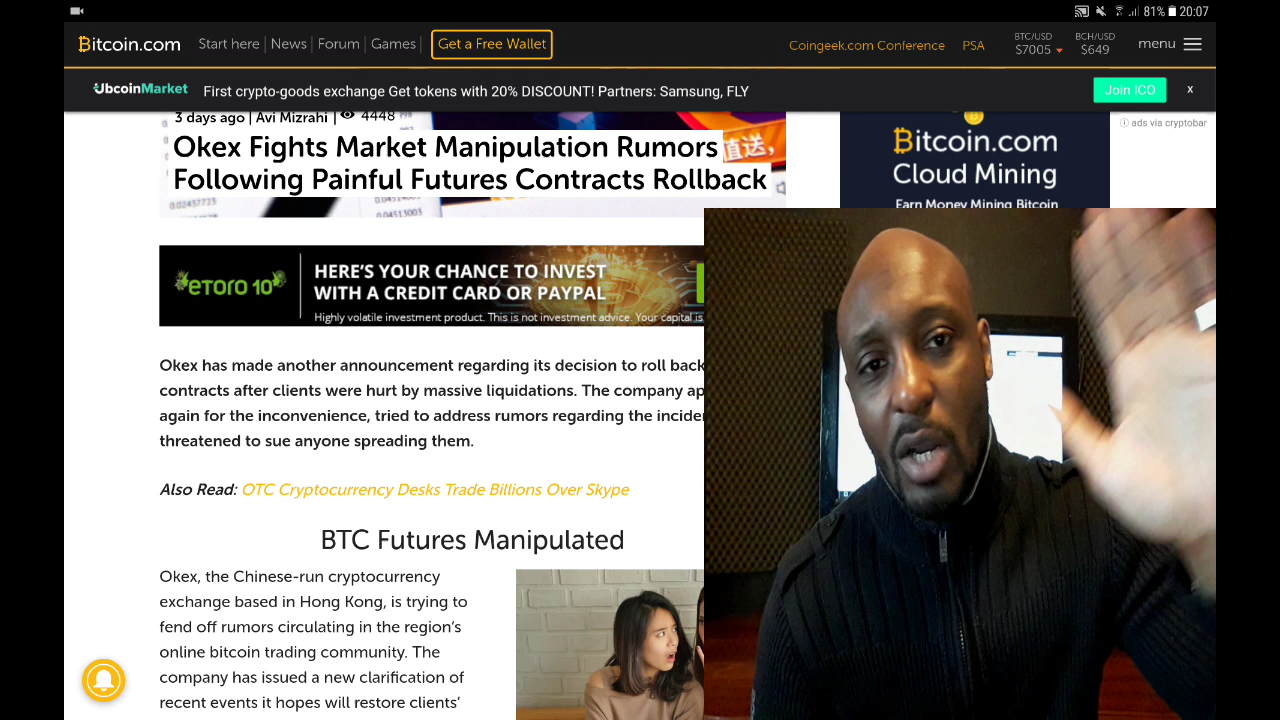 81% 20:07
Bitcoin.com Start here News Forum Games Get a Free Wallet Coingeek.com Conference PSA BTC/USD $7005 BCH/USD $649 menu
UbcoinMarket First crypto-goods exchange Get tokens with 20% DISCOUNT! Partners: Samsung, FLY Join ICO x
ads via cryptobar
3 days ago | Avi Mizrahi | 4448
Okex Fights Market Manipulation Rumors
Following Painful Futures Contracts Rollback
直送,
0.02437723
0.04513003
Bitcoin.com
Cloud Mining
Earn Money Mining Bitcoin
eToro 10
HERE'S YOUR CHANCE TO INVEST
WITH A CREDIT CARD OR PAYPAL
Highly volatile investment product. This is not investment advice. Your capital is
Okex has made another announcement regarding its decision to roll back
contracts after clients were hurt by massive liquidations. The company ap
again for the inconvenience, tried to address rumors regarding the incide
threatened to sue anyone spreading them.
Also Read: OTC Cryptocurrency Desks Trade Billions Over Skype
BTC Futures Manipulated
Okex, the Chinese-run cryptocurrency
exchange based in Hong Kong, is trying to
fend off rumors circulating in the region's
online bitcoin trading community. The
company has issued a new clarification of
recent events it hopes will restore clients'